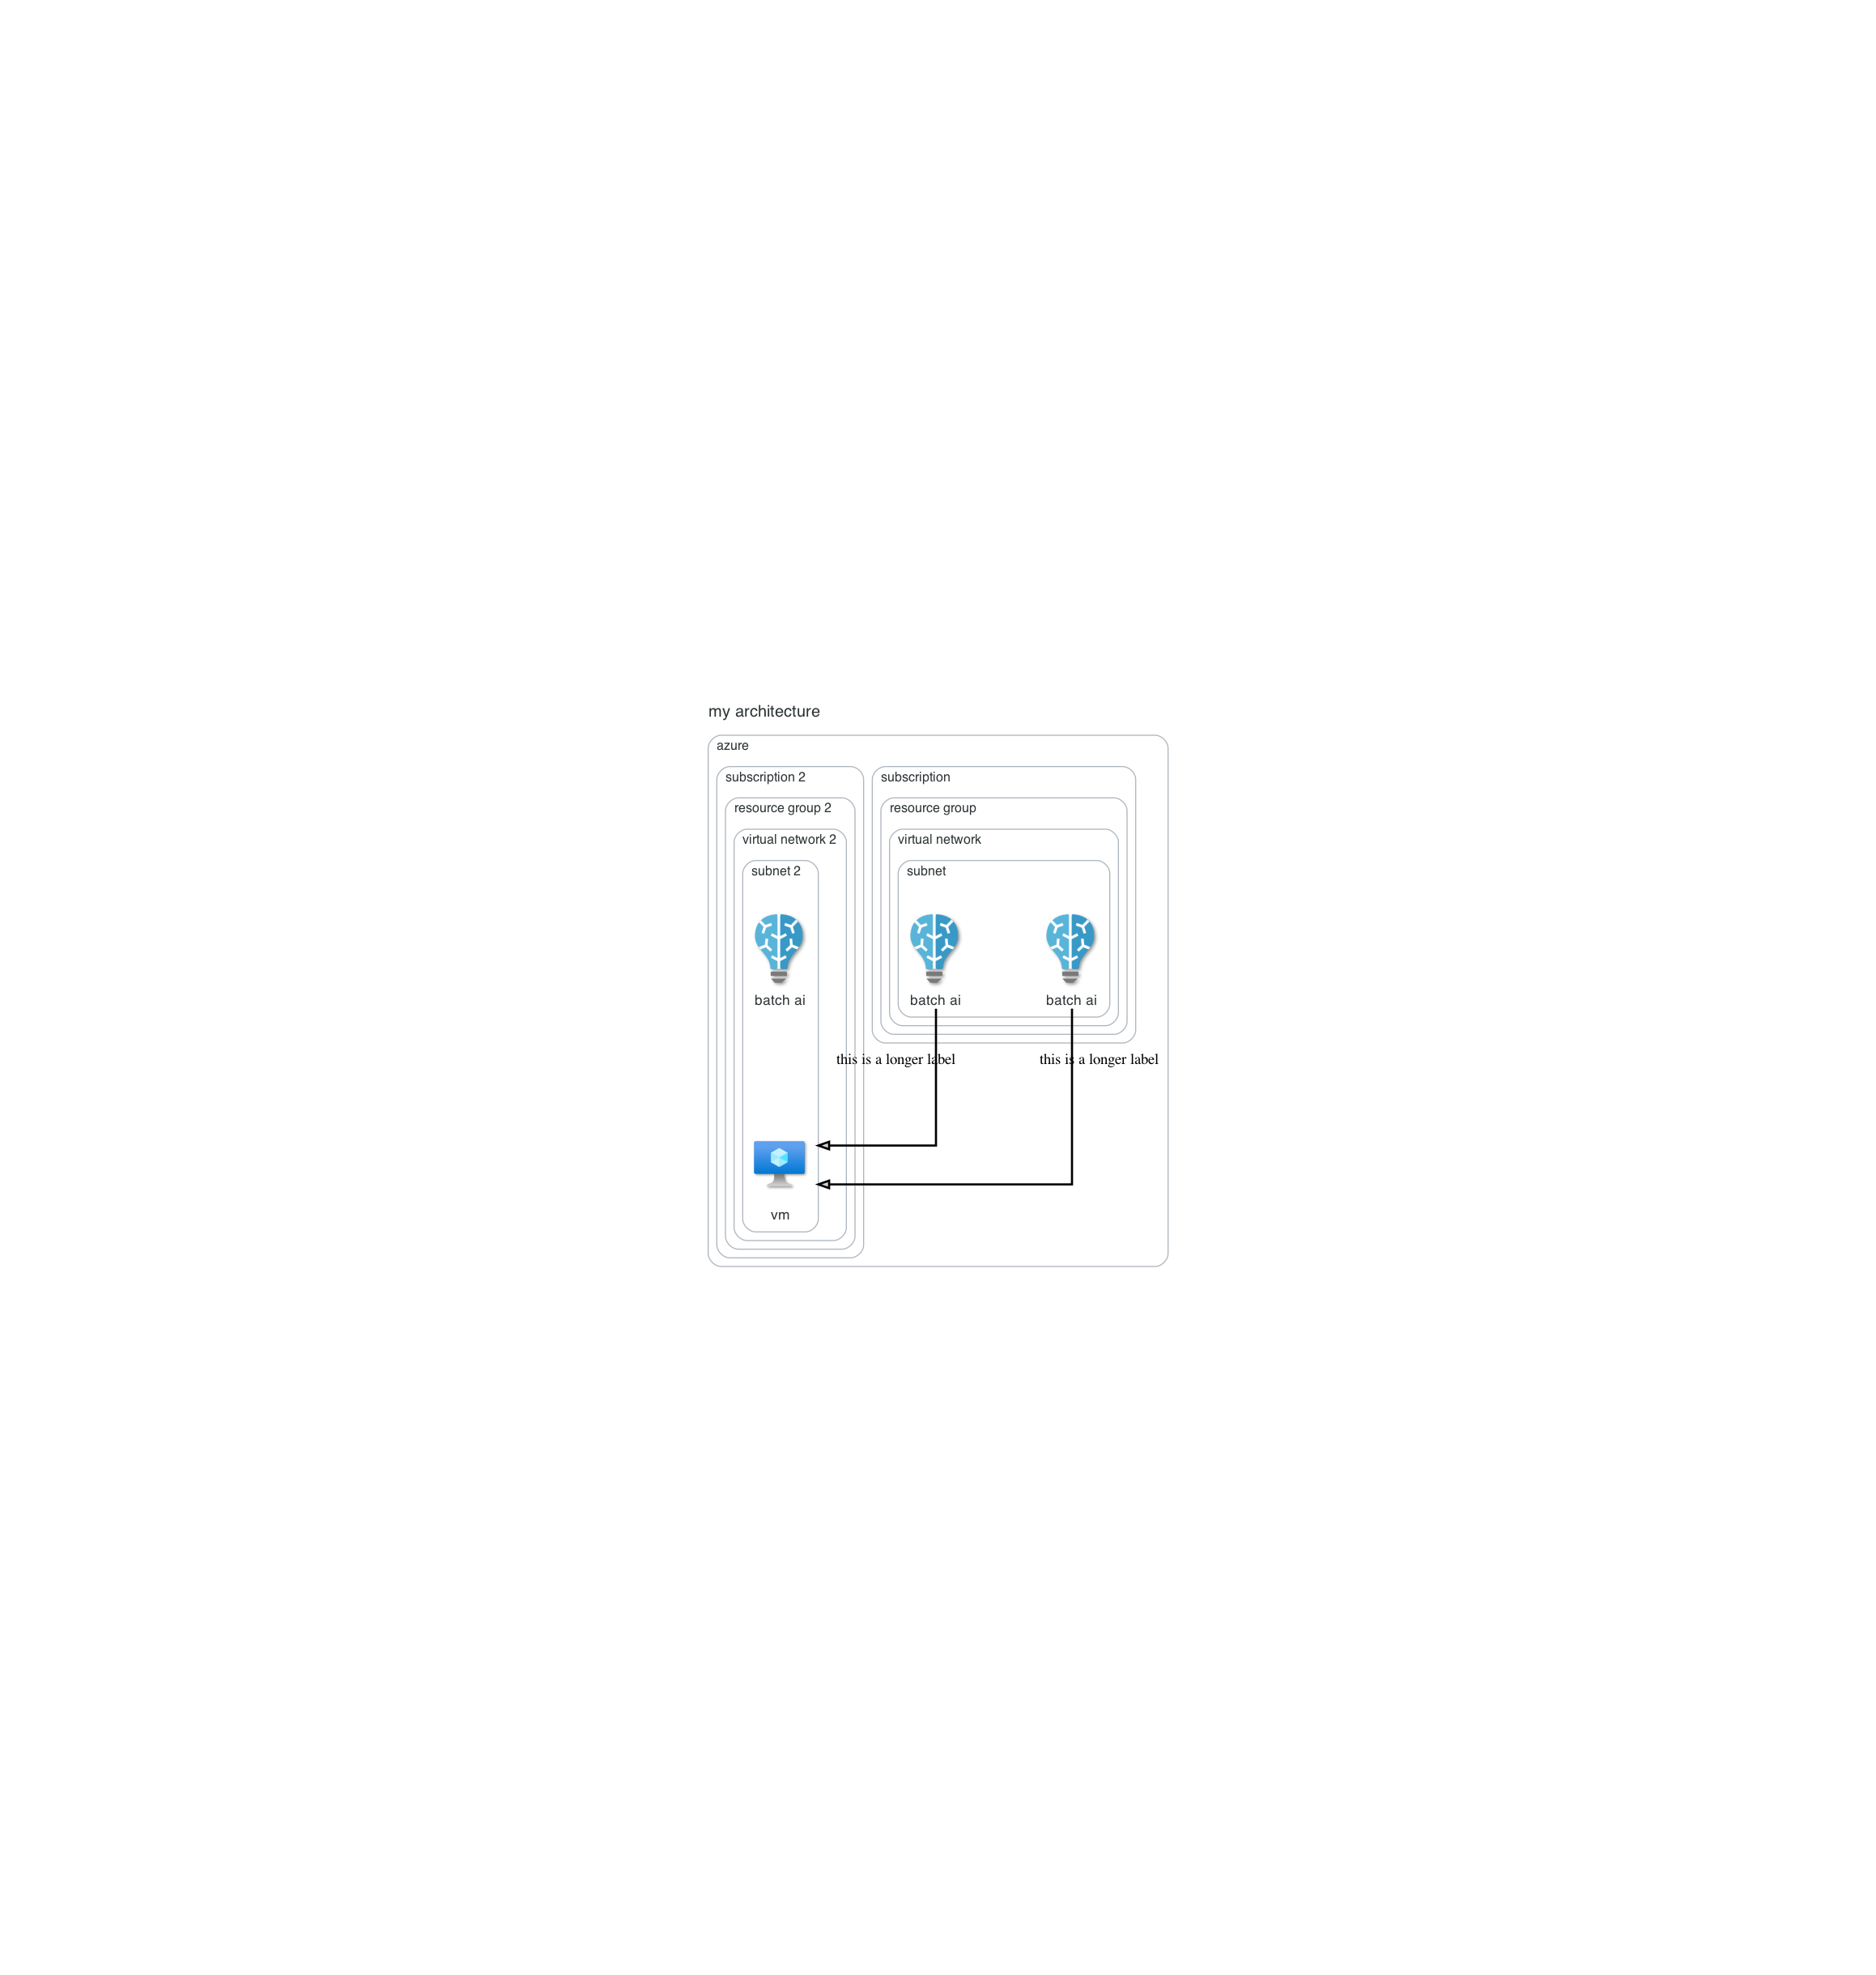 my architecture
azure
subscription 2
subscription
resource group 2
resource group
virtual network 2
virtual network
subnet 2
subnet
batch ai
batch ai
batch ai
this is a longer label
this is a longer label
vm